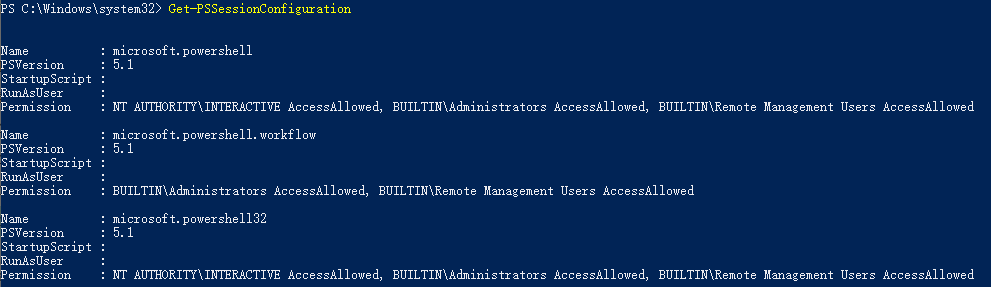 PS C:\Windows\system32> Get-PSSessionConfiguration
Name          : microsoft.powershell
PSVersion     : 5.1
StartupScript :
RunAsUser     :
Permission    : NT AUTHORITY\INTERACTIVE AccessAllowed, BUILTIN\Administrators AccessAllowed, BUILTIN\Remote Management Users AccessAllowed
Name          : microsoft.powershell.workflow
PSVersion     : 5.1
StartupScript :
RunAsUser     :
Permission    : BUILTIN\Administrators AccessAllowed, BUILTIN\Remote Management Users AccessAllowed
Name          : microsoft.powershell32
PSVersion     : 5.1
StartupScript :
RunAsUser     :
Permission    : NT AUTHORITY\INTERACTIVE AccessAllowed, BUILTIN\Administrators AccessAllowed, BUILTIN\Remote Management Users AccessAllowed